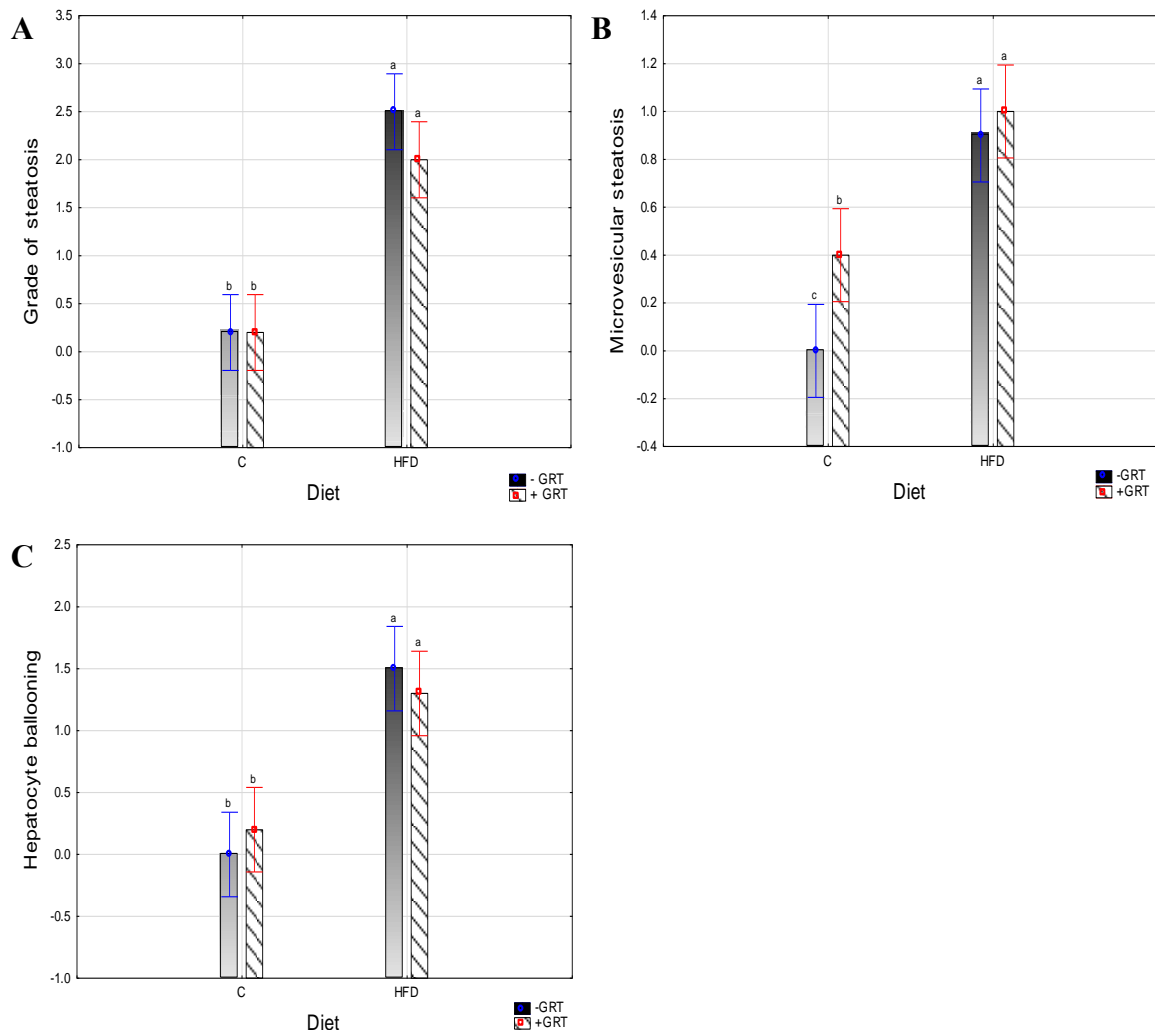 A
Grade of steatosis
3.5
3.0
2.5
2.0
1.5
1.0
0.5
0.0
-0.5
-1.0
b b a a
C HFD
Diet
- GRT
+ GRT
B
Microvesicular steatosis
1.4
1.2
1.0
0.8
0.6
0.4
0.2
0.0
-0.2
-0.4
c b a a
C HFD
Diet
-GRT
+GRT
C
Hepatocyte ballooning
2.5
2.0
1.5
1.0
0.5
0.0
-0.5
-1.0
b b a a
C HFD
Diet
-GRT
+GRT